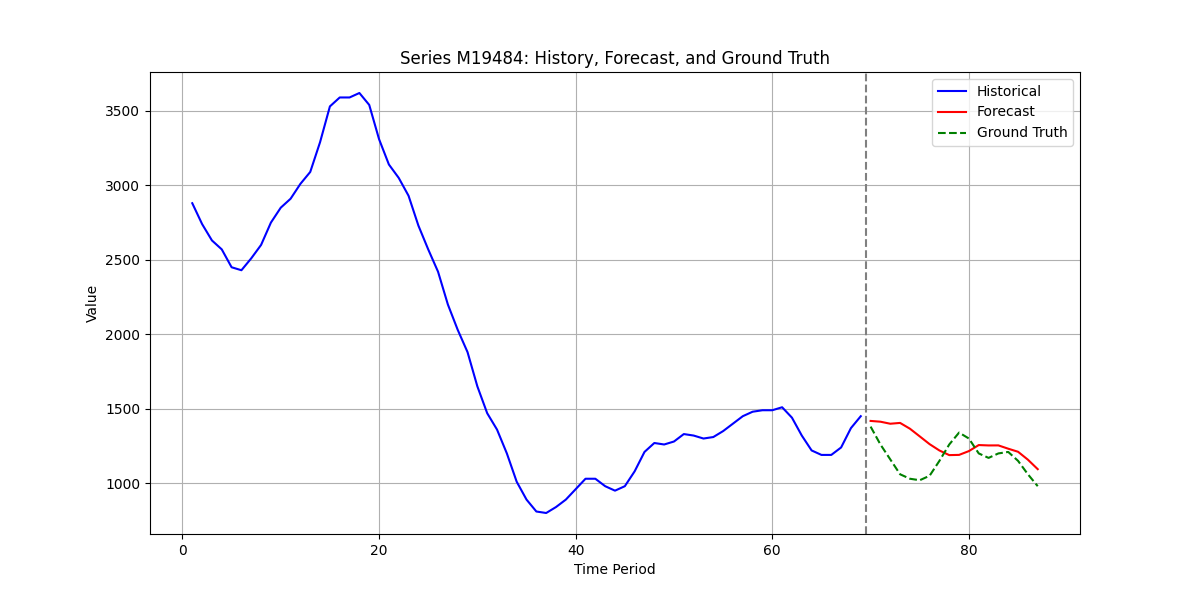 Series M19484: History, Forecast, and Ground Truth
Historical
Forecast
Ground Truth
3500
3000
2500
2000
1500
1000
Value
0
20
40
60
80
Time Period